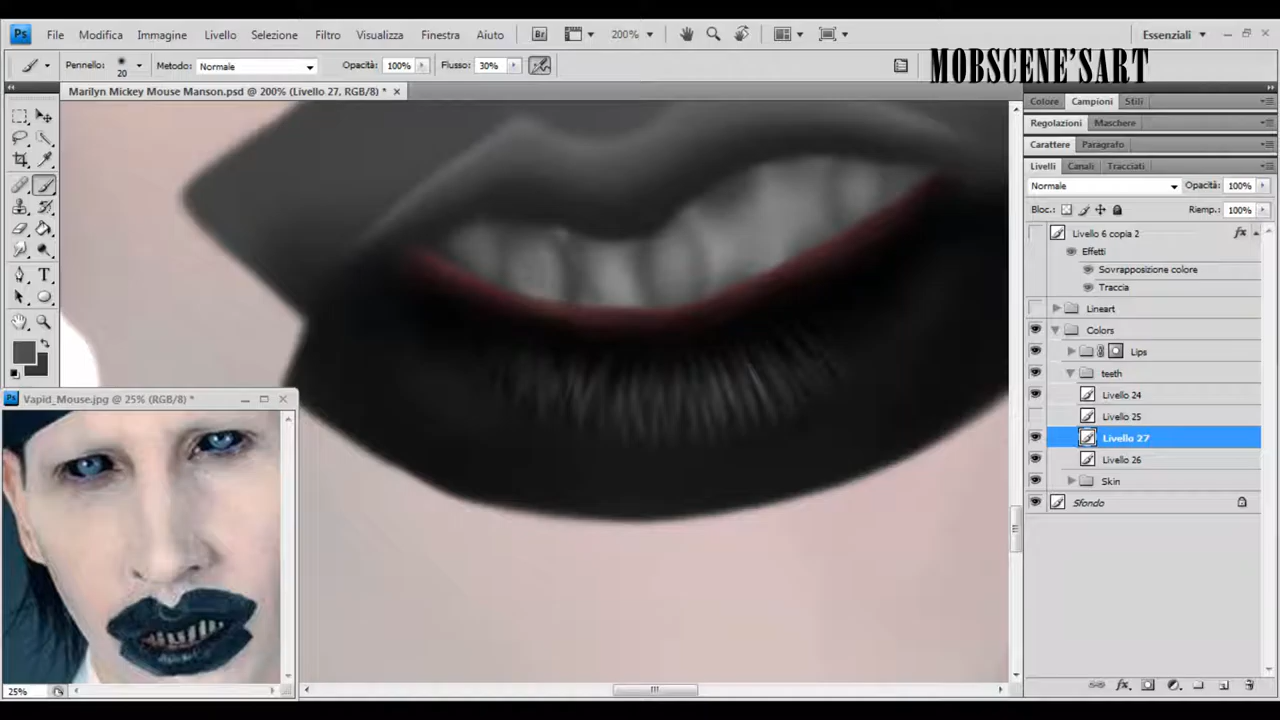 Ps File Modifica Immagine Livello Selezione Filtro Visualizza Finestra Aiuto Br 200% Essenziali
Pennello: 20 Metodo: Normale Opacità: 100% Flusso: 30%
MOBSCENE'SART
Marilyn Mickey Mouse Manson.psd @ 200% (Livello 27, RGB/8) *
Colore Campioni Stili
Regolazioni Maschere
Carattere Paragrafo
Livelli Canali Tracciati
Normale Opacità: 100%
Bloc.: Riemp.: 100%
Livello 6 copia 2 fx
Effetti
Sovrapposizione colore
Traccia
Lineart
Colors
Lips
teeth
Livello 24
Livello 25
Livello 27
Livello 26
Skin
Sfondo
Ps Vapid_Mouse.jpg @ 25% (RGB/8) *
25%